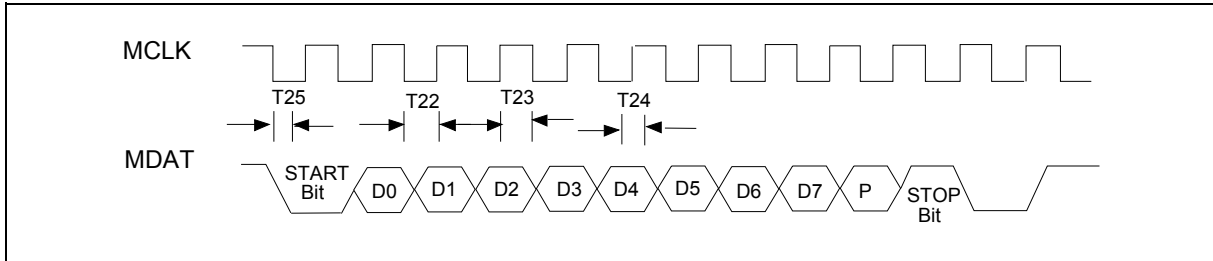 MCLK
T25 T22 T23 T24
MDAT
START Bit D0 D1 D2 D3 D4 D5 D6 D7 P STOP Bit